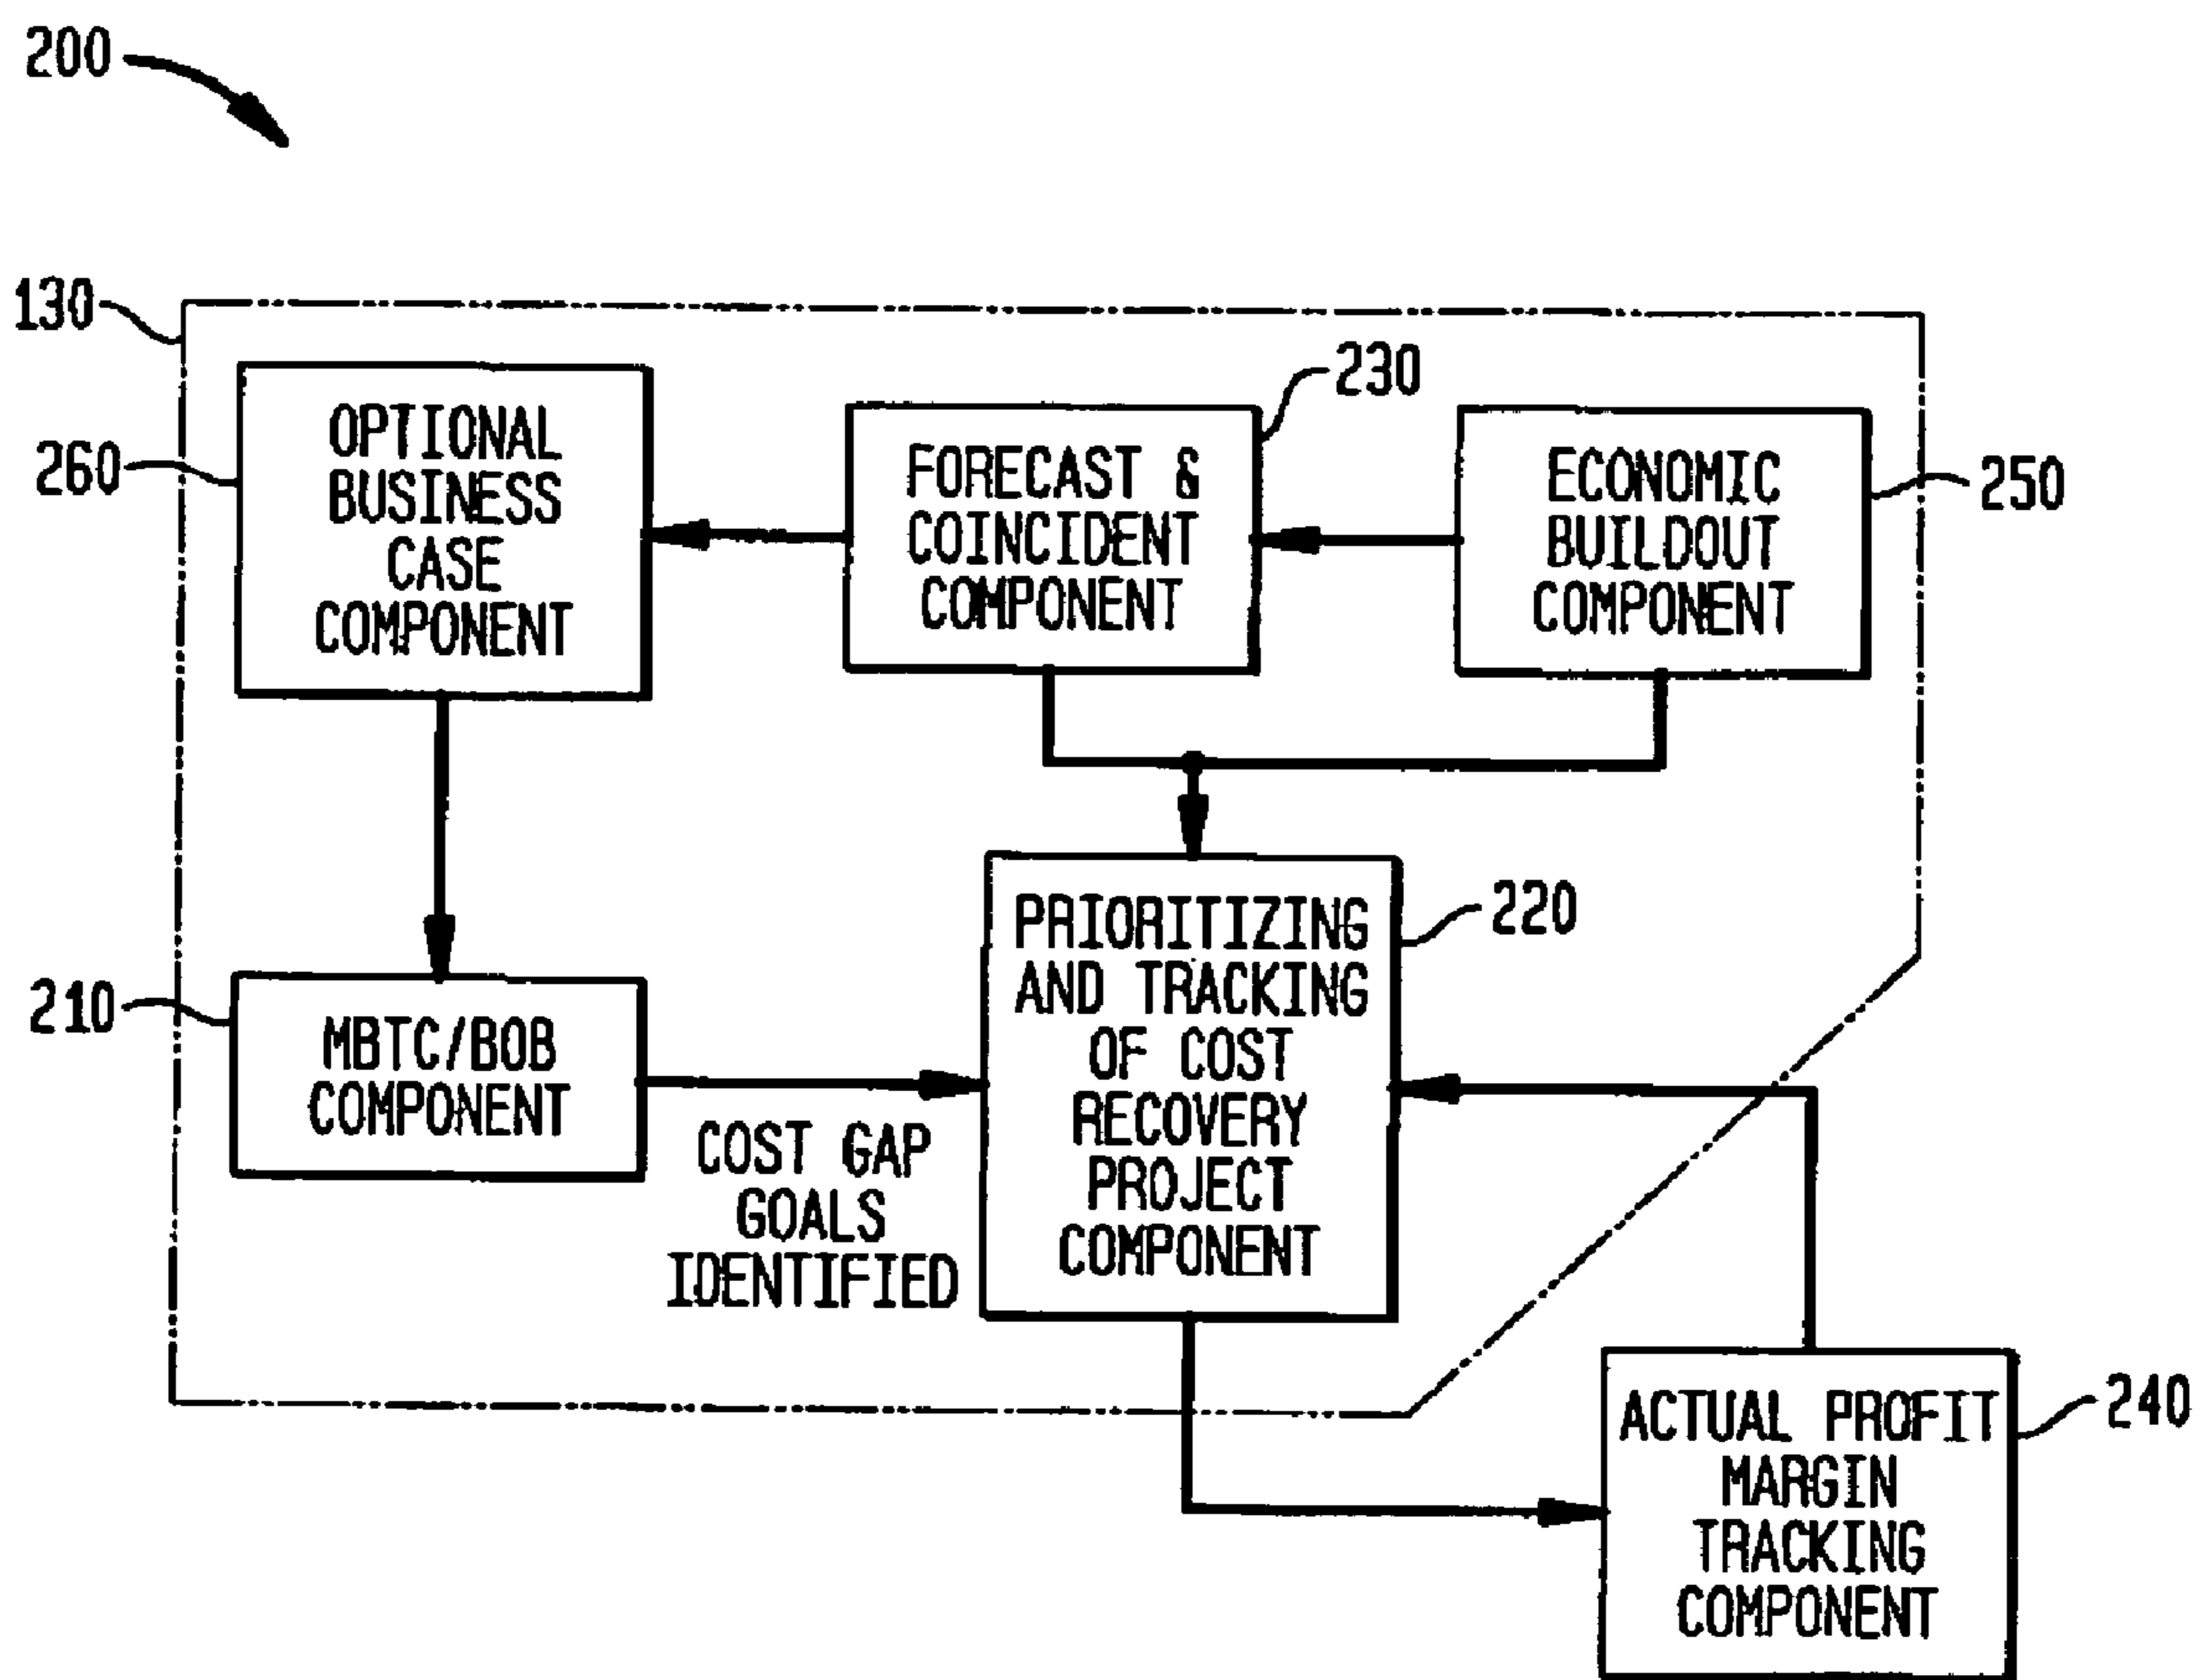 200
130
260
OPTIONAL
BUSINESS
CASE
COMPONENT
230
FORECAST &
COINCIDENT
COMPONENT
250
ECONOMIC
BUILDOUT
COMPONENT
210
MBTC/BOB
COMPONENT
COST GAP
GOALS
IDENTIFIED
220
PRIORITIZING
AND TRACKING
OF COST
RECOVERY
PROJECT
COMPONENT
240
ACTUAL PROFIT
MARGIN
TRACKING
COMPONENT